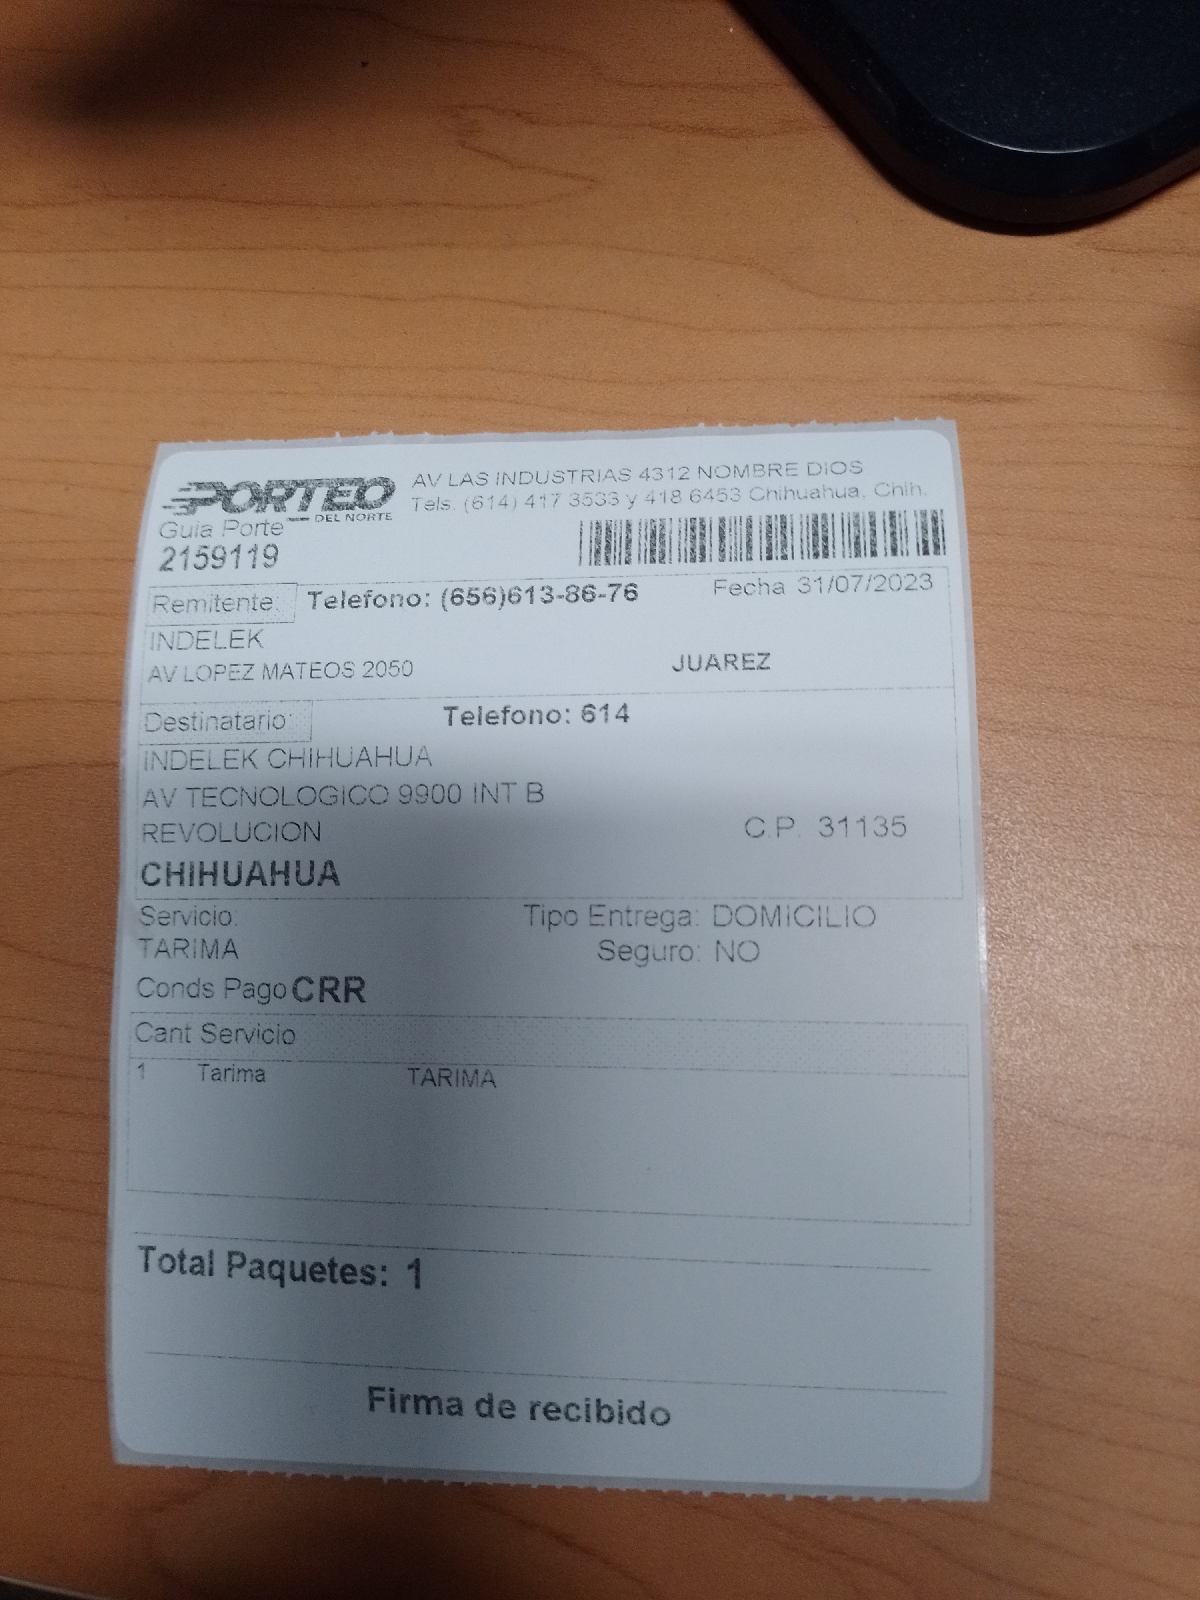 PORTEO
DEL NORTE
AV LAS INDUSTRIAS 4312 NOMBRE DIOS
Tels. (614) 417 3533 y 418 6453 Chihuahua, Chih.
Guia Porte
2159119
Remitente: Telefono: (656)613-86-76 Fecha 31/07/2023
INDELEK
AV LOPEZ MATEOS 2050 JUAREZ
Destinatario: Telefono: 614
INDELEK CHIHUAHUA
AV TECNOLOGICO 9900 INT B
REVOLUCION C.P. 31135
CHIHUAHUA
Servicio: Tipo Entrega: DOMICILIO
TARIMA Seguro: NO
Conds Pago CRR
Cant Servicio
1 Tarima TARIMA
Total Paquetes: 1
Firma de recibido